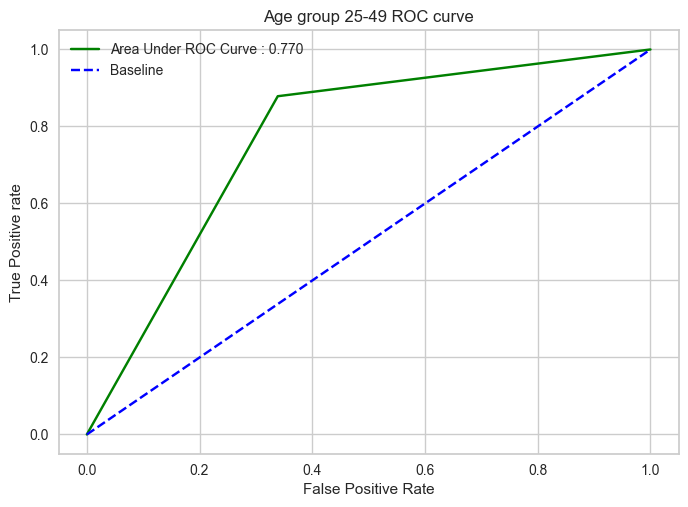 Age group 25-49 ROC curve
Area Under ROC Curve : 0.770
Baseline
True Positive rate
1.0
0.8
0.6
0.4
0.2
0.0
0.0 0.2 0.4 0.6 0.8 1.0
False Positive Rate